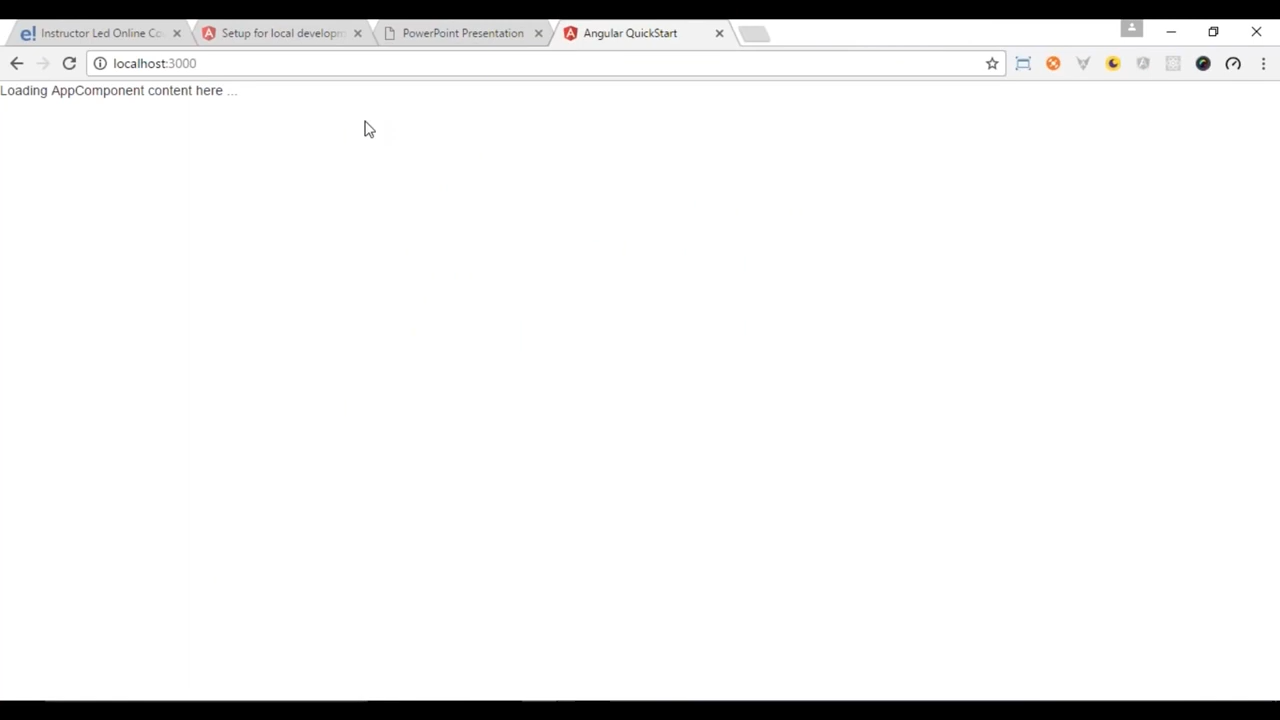 e! Instructor Led Online Co
Setup for local developm
PowerPoint Presentation
Angular QuickStart
localhost:3000
Loading AppComponent content here ...